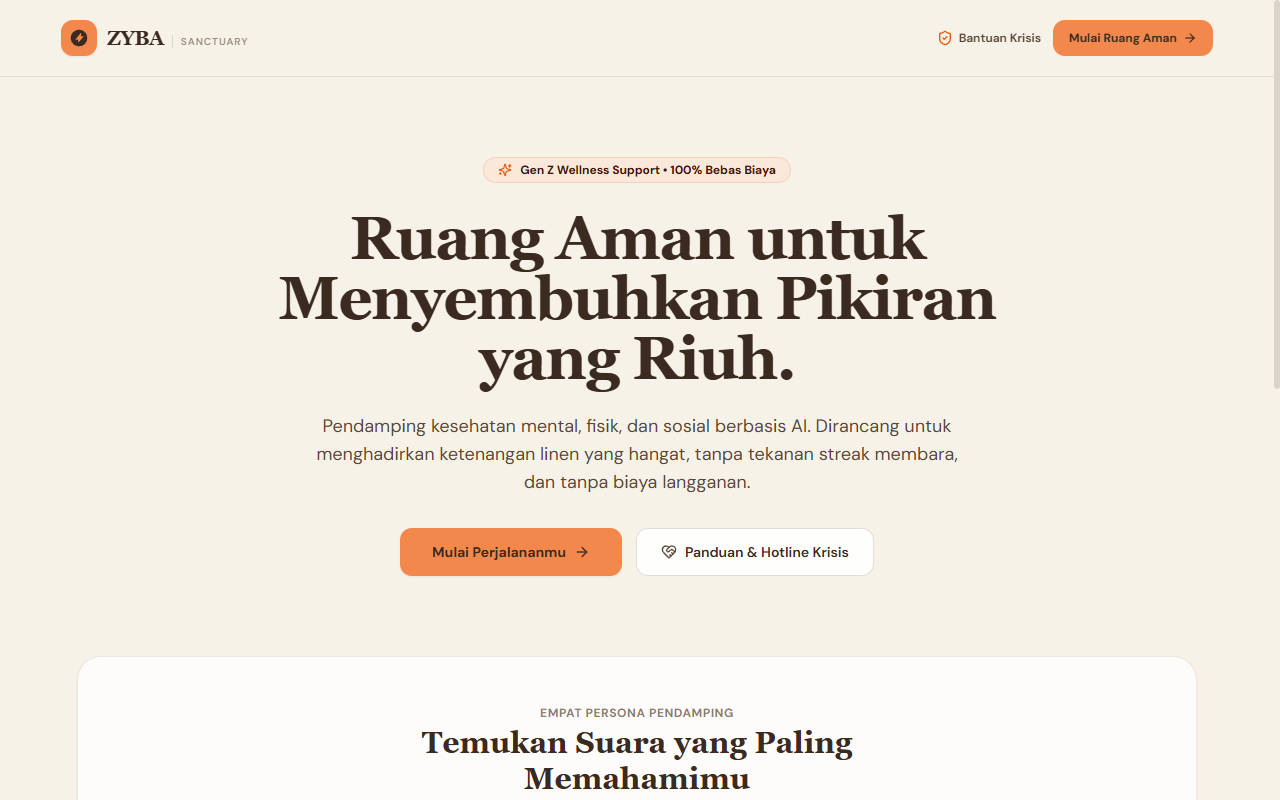 ZYBA SANCTUARY
Bantuan Krisis
Mulai Ruang Aman →
Gen Z Wellness Support • 100% Bebas Biaya
Ruang Aman untuk
Menyembuhkan Pikiran
yang Riuh.
Pendamping kesehatan mental, fisik, dan sosial berbasis AI. Dirancang untuk
menghadirkan ketenangan linen yang hangat, tanpa tekanan streak membara,
dan tanpa biaya langganan.
Mulai Perjalananmu →
Panduan & Hotline Krisis
EMPAT PERSONA PENDAMPING
Temukan Suara yang Paling
Memahamimu